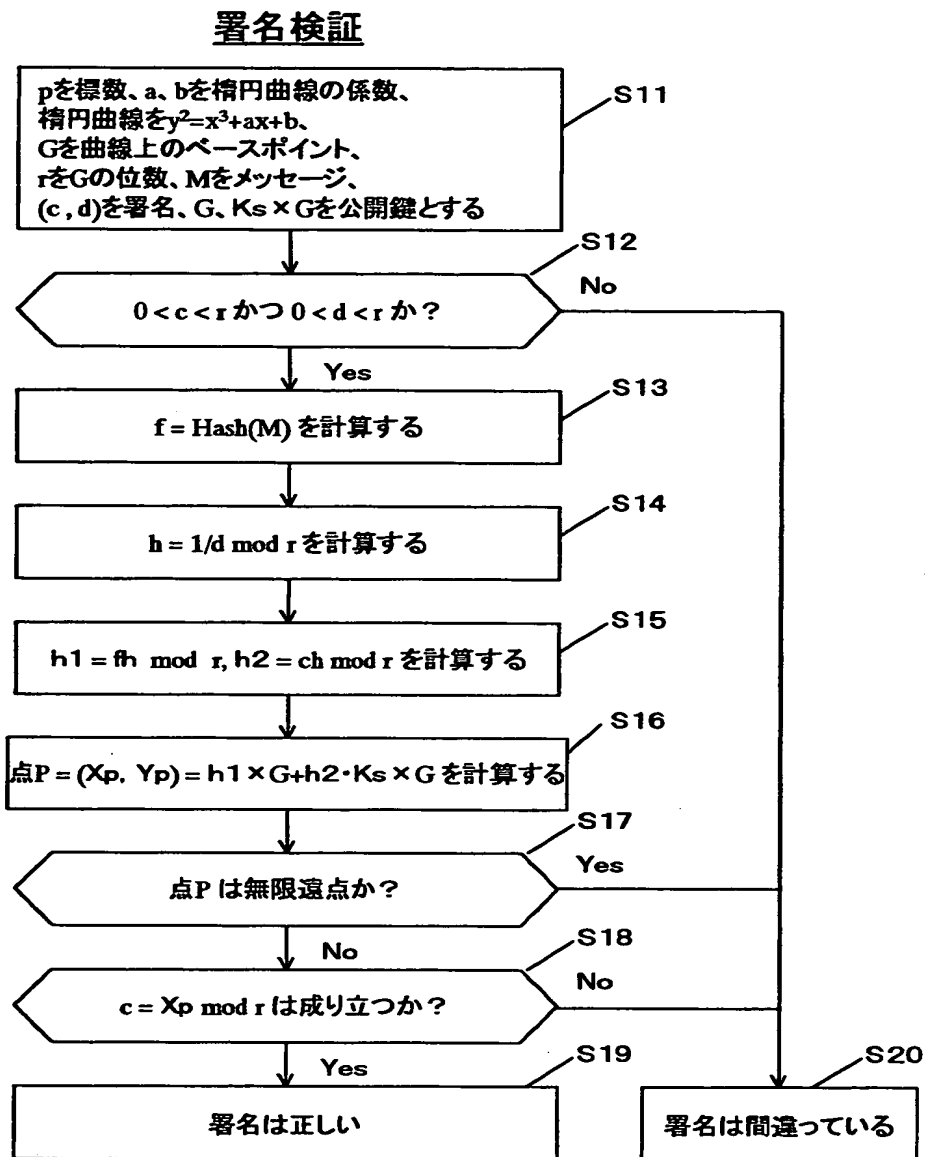 署名検証
pを標数、a、bを楕円曲線の係数、
楕円曲線をy²=x³+ax+b、
Gを曲線上のベースポイント、
rをGの位数、Mをメッセージ、
(c , d)を署名、G、Ks×Gを公開鍵とする
S11
S12
0 < c < r かつ 0 < d < r か?
No
Yes
S13
f = Hash(M) を計算する
S14
h = 1/d mod r を計算する
S15
h1 = fh mod r, h2 = ch mod r を計算する
S16
点P = (Xp, Yp) = h1×G+h2・Ks×G を計算する
S17
点P は無限遠点か?
Yes
No
S18
c = Xp mod r は成り立つか?
No
Yes
S19
署名は正しい
S20
署名は間違っている